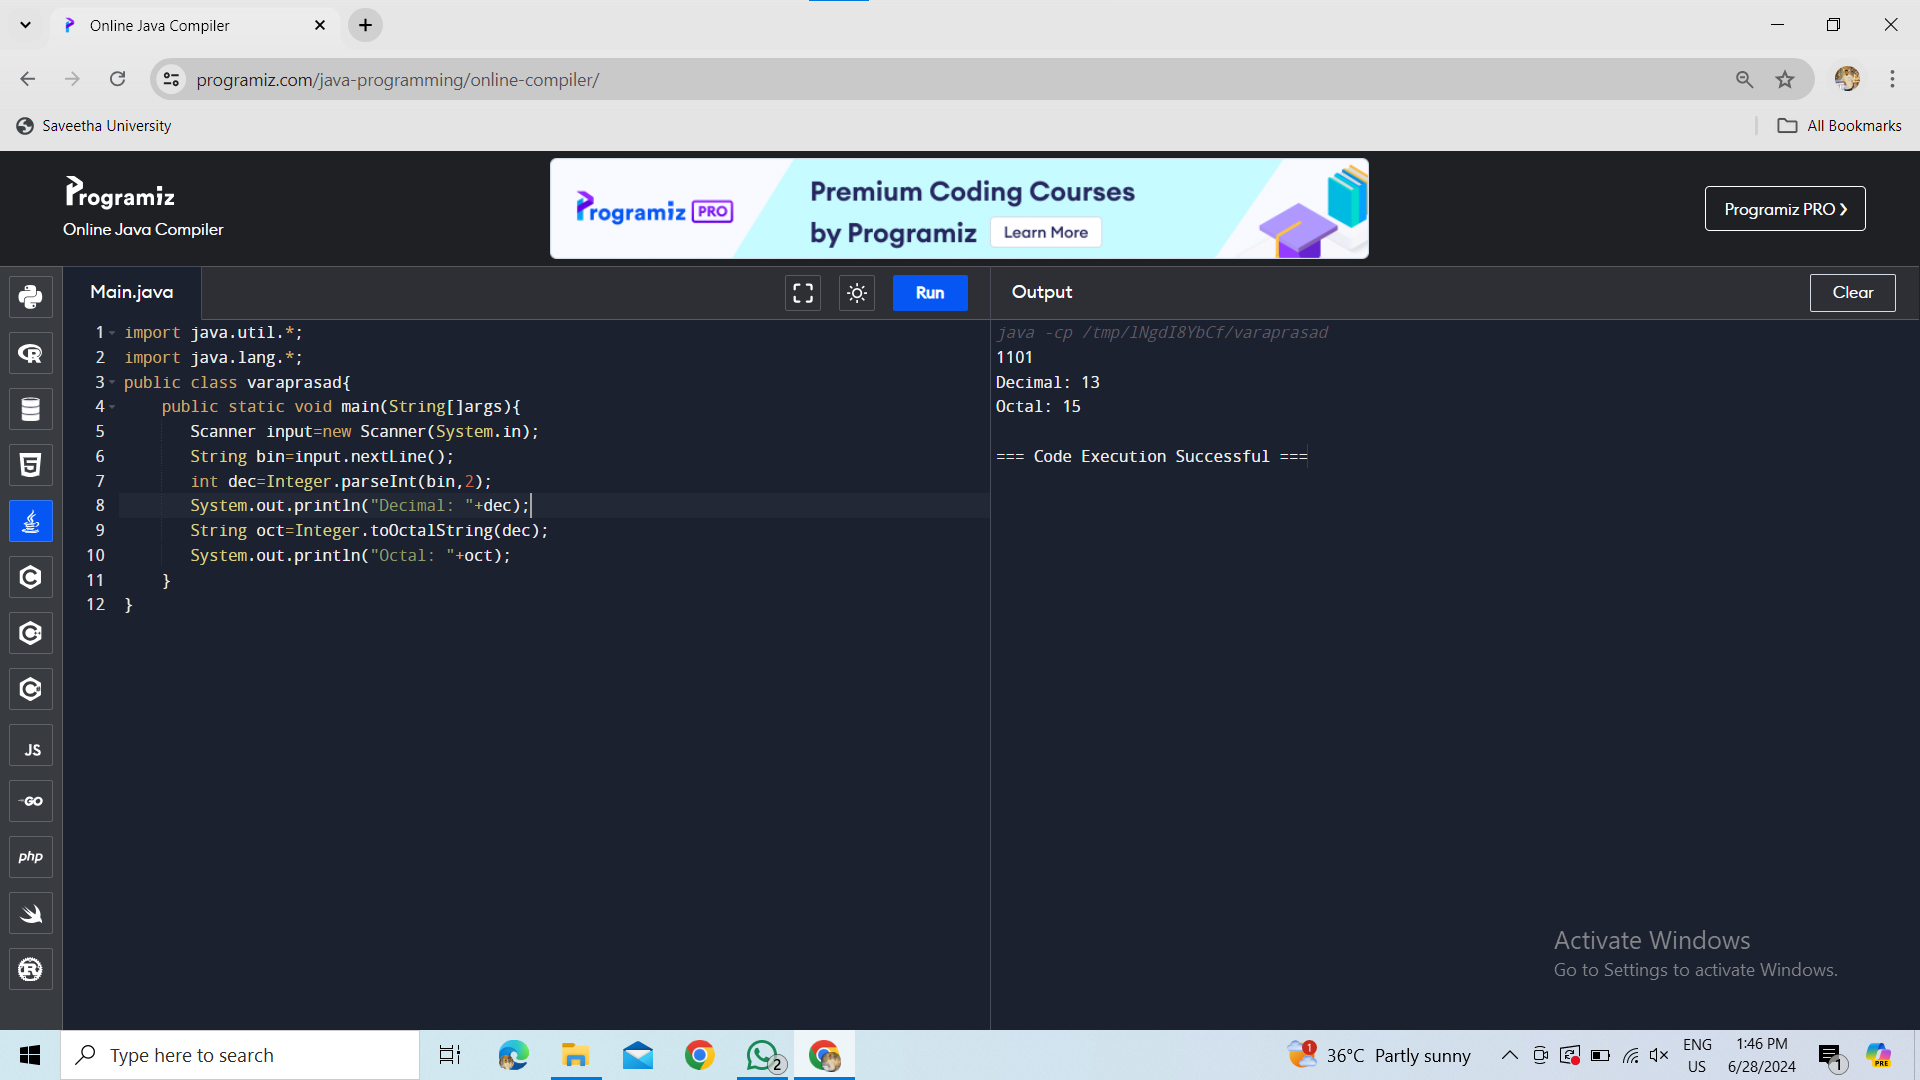 Online Java Compiler
programiz.com/java-programming/online-compiler/
Saveetha University
All Bookmarks
Programiz
Online Java Compiler
Programiz PRO
Premium Coding Courses
by Programiz
Learn More
Programiz PRO ›
Main.java
Run
Output
Clear
1 import java.util.*;
2 import java.lang.*;
3 public class varaprasad{
4 public static void main(String[]args){
5 Scanner input=new Scanner(System.in);
6 String bin=input.nextLine();
7 int dec=Integer.parseInt(bin,2);
8 System.out.println("Decimal: "+dec);
9 String oct=Integer.toOctalString(dec);
10 System.out.println("Octal: "+oct);
11 }
12 }
java -cp /tmp/lNgdI8YbCf/varaprasad
1101
Decimal: 13
Octal: 15
=== Code Execution Successful ===
JS
GO
php
Activate Windows
Go to Settings to activate Windows.
Type here to search
2
1
36°C Partly sunny
ENG
US
1:46 PM
6/28/2024
1
PRE